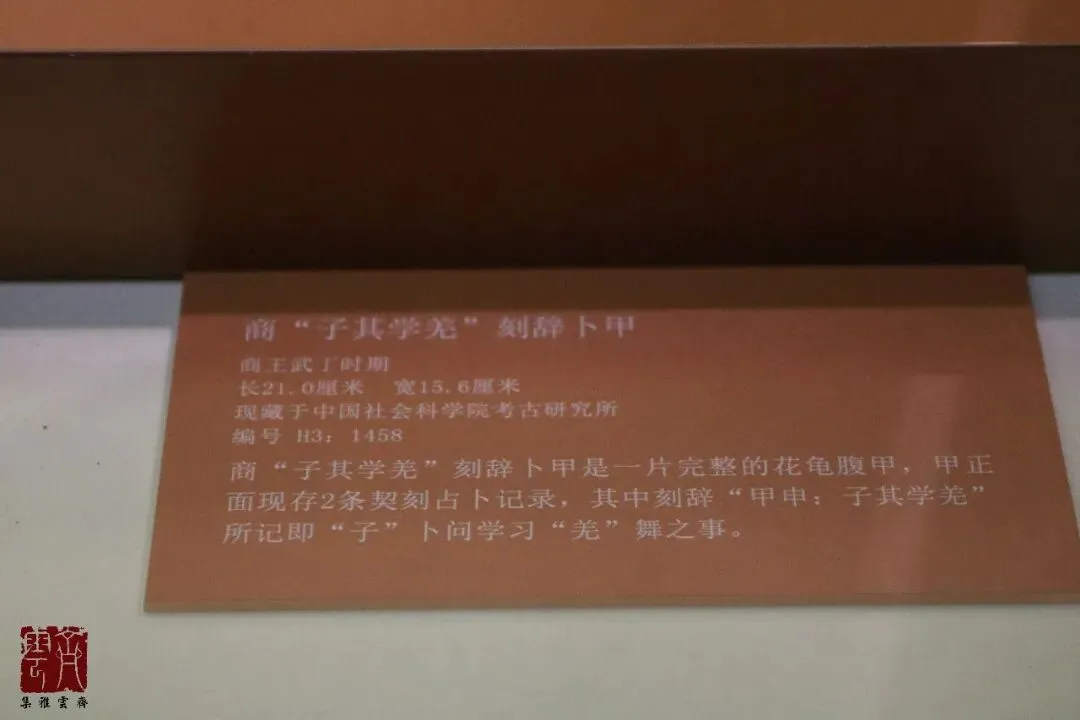 商“子其学羌”刻辞卜甲
商王武丁时期
长21.0厘米 宽15.6厘米
现藏于中国社会科学院考古研究所
编号 H3：1458
商“子其学羌”刻辞卜甲是一片完整的花龟腹甲，甲正
面现存2条契刻占卜记录，其中刻辞“甲申：子其学羌”
所记即“子”卜问学习“羌”舞之事。
雲齊
集雅雲齊